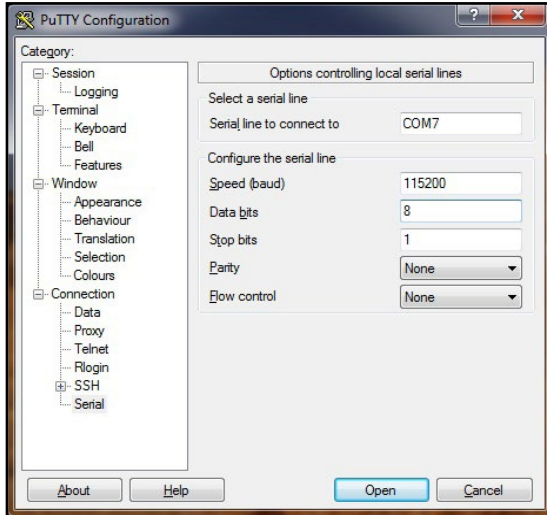 PuTTY Configuration
Category:
Session
Logging
Terminal
Keyboard
Bell
Features
Window
Appearance
Behaviour
Translation
Selection
Colours
Connection
Data
Proxy
Telnet
Rlogin
SSH
Serial
Options controlling local serial lines
Select a serial line
Serial line to connect to COM7
Configure the serial line
Speed (baud) 115200
Data bits 8
Stop bits 1
Parity None
Flow control None
About Help Open Cancel